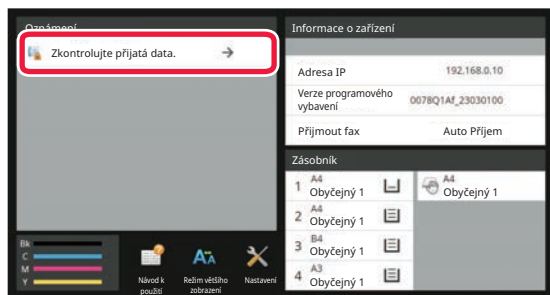 Oznámení
Zkontrolujte přijatá data.
Informace o zařízení
Adresa IP 192.168.0.10
Verze programového
vybavení 0078Q1Af_23030100
Přijmout fax Auto Příjem
Zásobník
1 A4
Obyčejný 1
A4
Obyčejný 1
2 A4
Obyčejný 1
3 B4
Obyčejný 1
4 A3
Obyčejný 1
Bk
C
M
Y
Návod k
použití
Režim většího
zobrazení
Nastavení